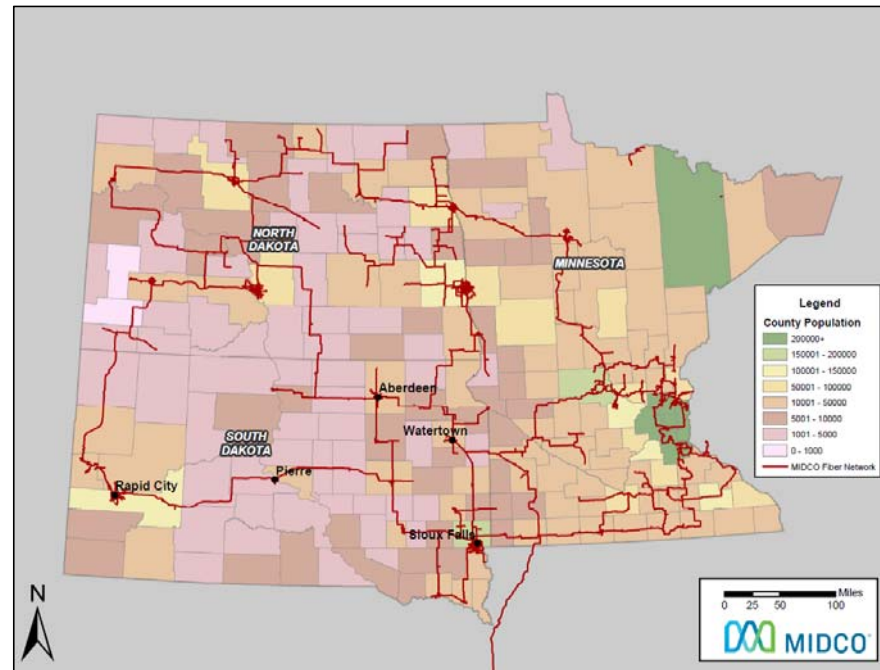 NORTH
DAKOTA
MINNESOTA
Aberdeen
Watertown
SOUTH
DAKOTA
Pierre
Rapid City
Sioux Falls
Legend
County Population
200000+
150001 - 200000
100001 - 150000
50001 - 100000
10001 - 50000
5001 - 10000
1001 - 5000
0 - 1000
MIDCO Fiber Network
N
Miles
0 25 50 100
MIDCO